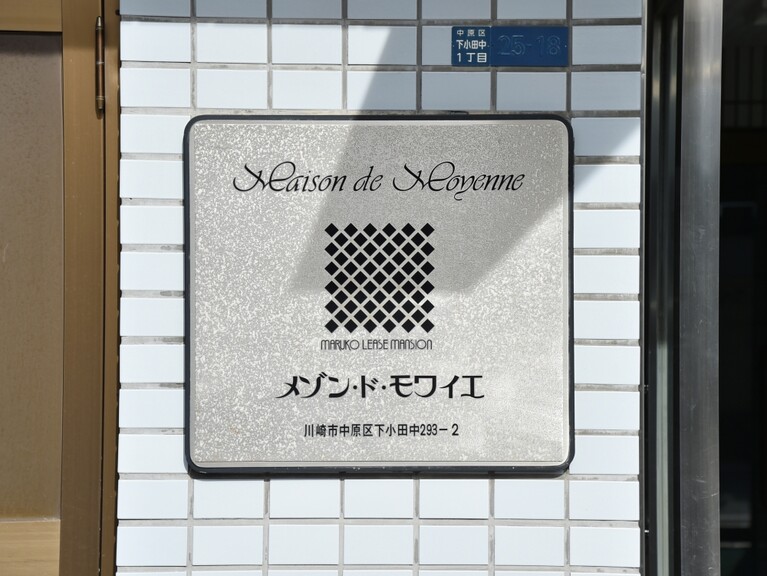 中原区
下小田中
1丁目
25-18
Maison de Moyenne
MARUKO LEASE MANSION
メゾン・ド・モワイエ
川崎市中原区下小田中293-2